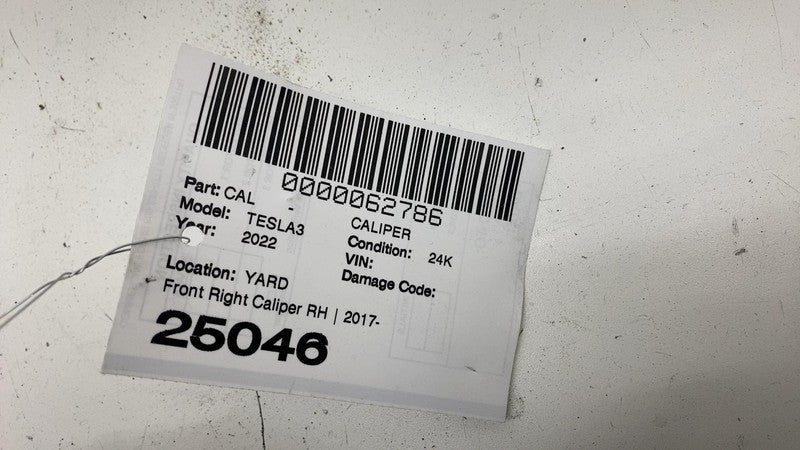 0000062786
Part: CAL - CALIPER
Model: TESLA3 Condition: 24K
Year: 2022 VIN:
Damage Code:
Location: YARD
Front Right Caliper RH | 2017-
25046